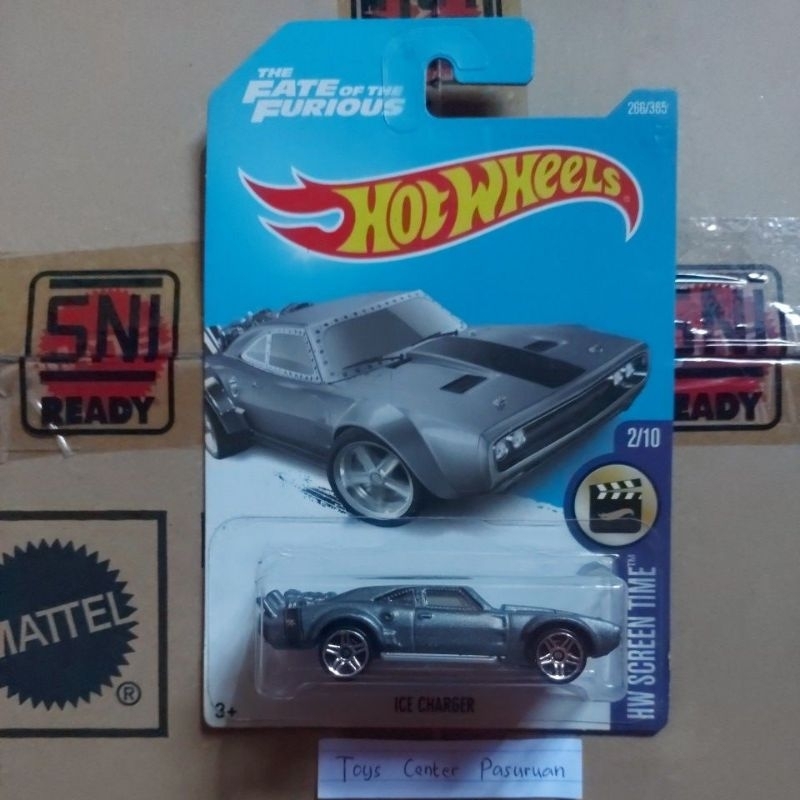 THE
FATE OF THE
FURIOUS
266/365
HOT WHEELS
SNI
READY
SNI
EADY
2/10
HW SCREEN TIME™
MATTEL
®
3+
ICE CHARGER
Toys Center Pasuruan